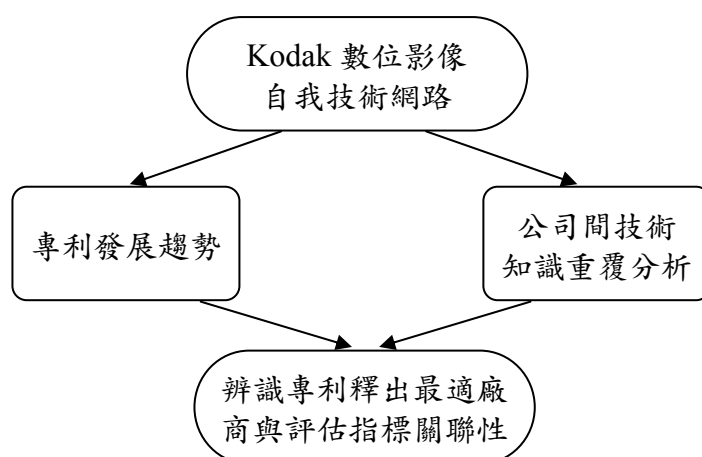 Kodak 數位影像
自我技術網路
專利發展趨勢
公司間技術
知識重覆分析
辨識專利釋出最適廠
商與評估指標關聯性